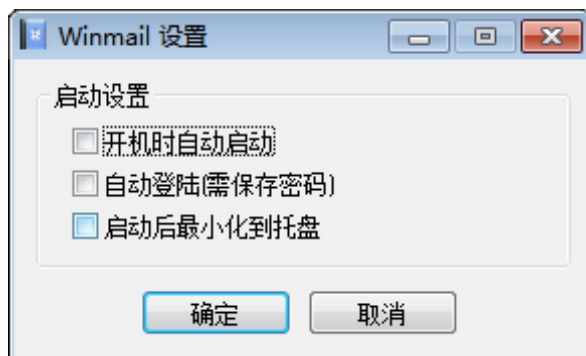 Winmail 设置
启动设置
开机时自动启动
自动登陆(需保存密码)
启动后最小化到托盘
确定
取消